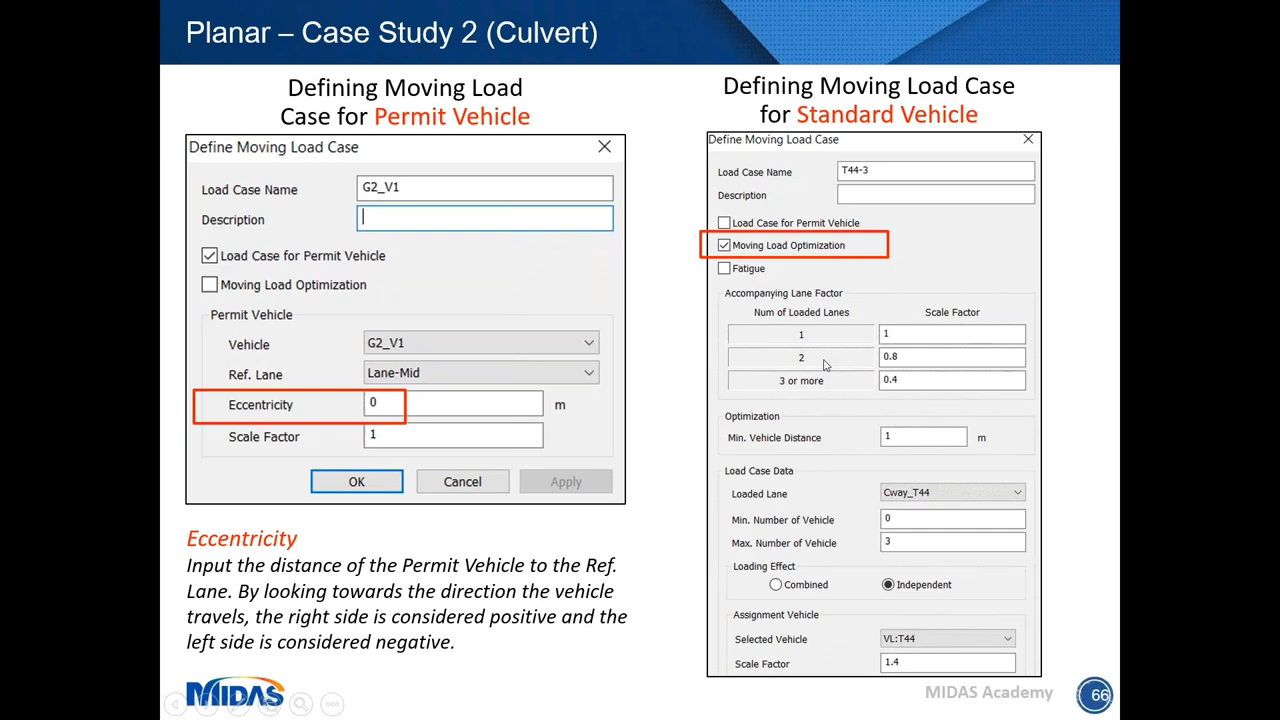 Planar – Case Study 2 (Culvert)
Defining Moving Load
Case for Permit Vehicle
Define Moving Load Case
Load Case Name G2_V1
Description
Load Case for Permit Vehicle
Moving Load Optimization
Permit Vehicle
Vehicle G2_V1
Ref. Lane Lane-Mid
Eccentricity 0 m
Scale Factor 1
OK Cancel Apply
Eccentricity
Input the distance of the Permit Vehicle to the Ref.
Lane. By looking towards the direction the vehicle
travels, the right side is considered positive and the
left side is considered negative.
Defining Moving Load Case
for Standard Vehicle
Define Moving Load Case
Load Case Name T44-3
Description
Load Case for Permit Vehicle
Moving Load Optimization
Fatigue
Accompanying Lane Factor
Num of Loaded Lanes Scale Factor
1 1
2 0.8
3 or more 0.4
Optimization
Min. Vehicle Distance 1 m
Load Case Data
Loaded Lane Cway_T44
Min. Number of Vehicle 0
Max. Number of Vehicle 3
Loading Effect
Combined Independent
Assignment Vehicle
Selected Vehicle VL:T44
Scale Factor 1.4
MIDAS
MIDAS Academy
66